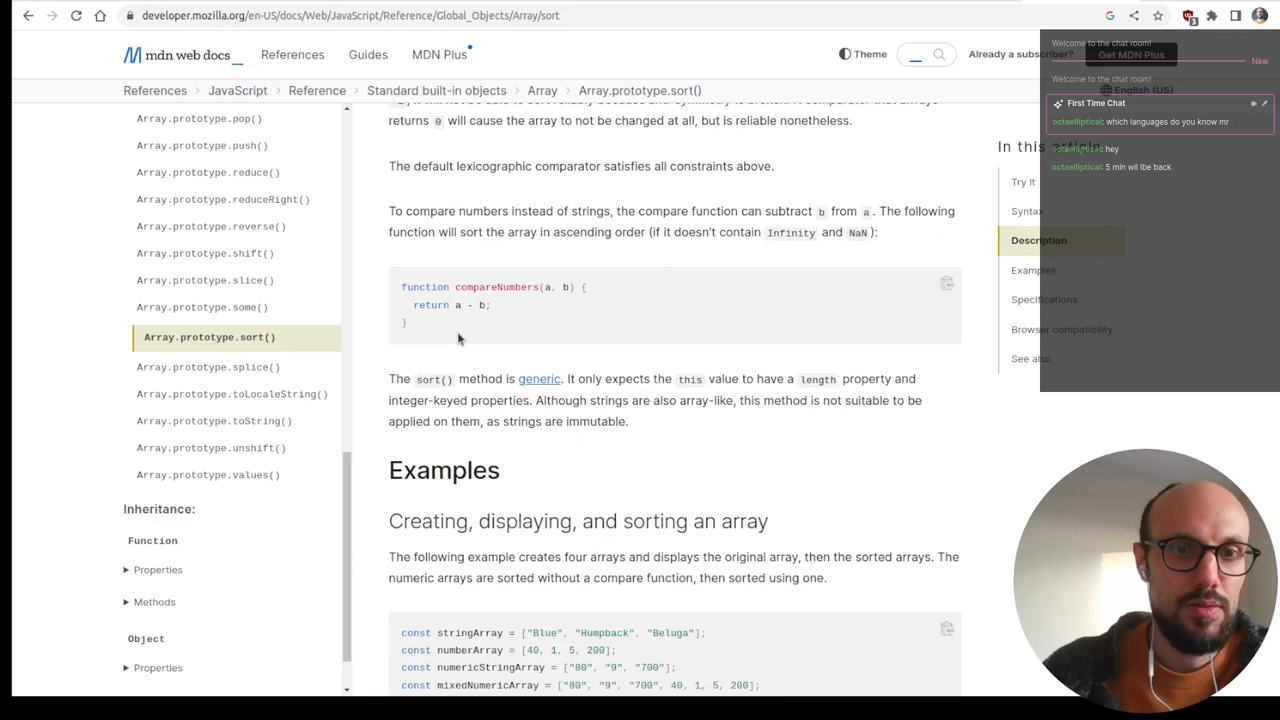 developer.mozilla.org/en-US/docs/Web/JavaScript/Reference/Global_Objects/Array/sort
3
mdn web docs
References
Guides
MDN Plus
Theme
Already a subscriber?
Get MDN Plus
References
JavaScript
Reference
Standard built-in objects
Array
Array.prototype.sort()
English (US)
Welcome to the chat room!
New
Welcome to the chat room!
First Time Chat
octaelliptical: which languages do you know mr
octaelliptical: hey
octaelliptical: 5 min wil lbe back
Array.prototype.pop()
Array.prototype.push()
Array.prototype.reduce()
Array.prototype.reduceRight()
Array.prototype.reverse()
Array.prototype.shift()
Array.prototype.slice()
Array.prototype.some()
Array.prototype.sort()
Array.prototype.splice()
Array.prototype.toLocaleString()
Array.prototype.toString()
Array.prototype.unshift()
Array.prototype.values()
Inheritance:
Function
Properties
Methods
Object
Properties
returns 0 will cause the array to not be changed at all, but is reliable nonetheless.
The default lexicographic comparator satisfies all constraints above.
To compare numbers instead of strings, the compare function can subtract b from a. The following
function will sort the array in ascending order (if it doesn't contain Infinity and NaN):
function compareNumbers(a, b) {
return a - b;
}
The sort() method is generic. It only expects the this value to have a length property and
integer-keyed properties. Although strings are also array-like, this method is not suitable to be
applied on them, as strings are immutable.
Examples
Creating, displaying, and sorting an array
The following example creates four arrays and displays the original array, then the sorted arrays. The
numeric arrays are sorted without a compare function, then sorted using one.
const stringArray = ["Blue", "Humpback", "Beluga"];
const numberArray = [40, 1, 5, 200];
const numericStringArray = ["80", "9", "700"];
const mixedNumericArray = ["80", "9", "700", 40, 1, 5, 200];
In this article
Try it
Syntax
Description
Examples
Specifications
Browser compatibility
See also